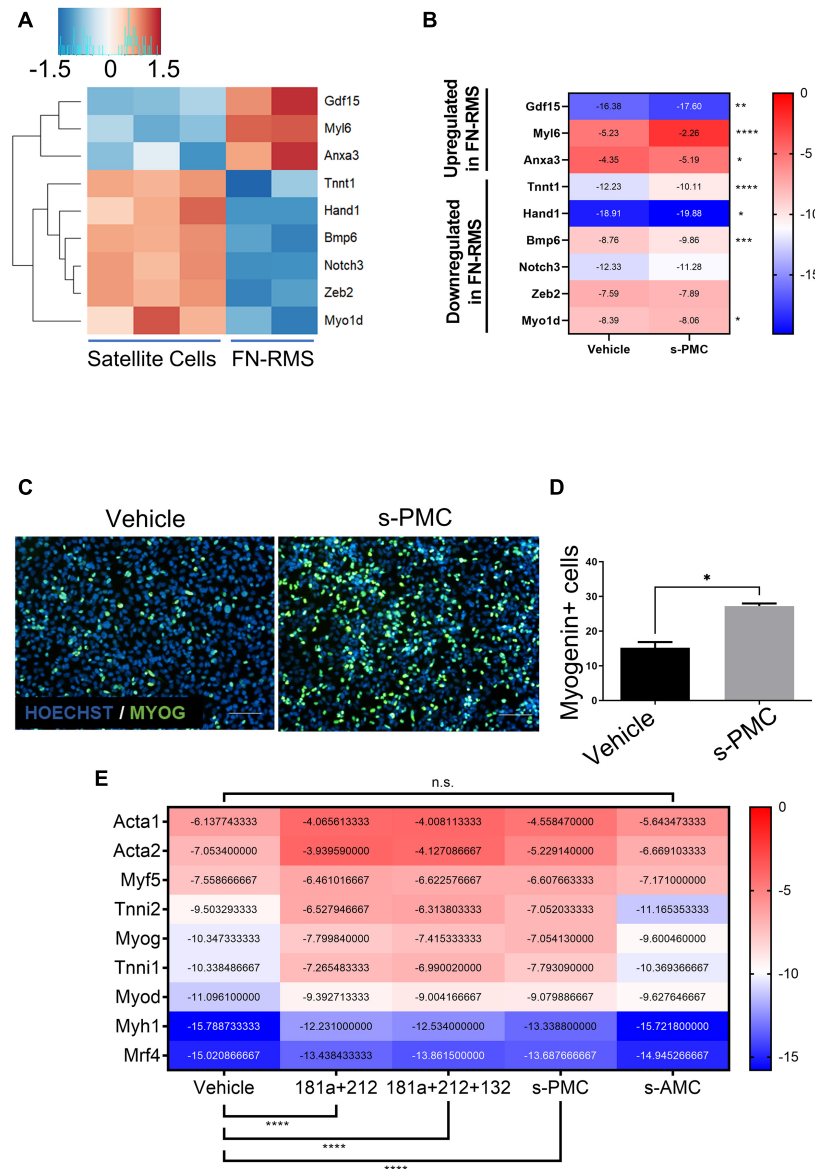 A
-1.5 0 1.5
Gdf15
Myl6
Anxa3
Tnnt1
Hand1
Bmp6
Notch3
Zeb2
Myo1d
Satellite Cells FN-RMS
B
Upregulated
in FN-RMS
Downregulated
in FN-RMS
Gdf15 -16.38 -17.60 **
Myl6 -5.23 -2.26 ****
Anxa3 -4.35 -5.19 *
Tnnt1 -12.23 -10.11 ****
Hand1 -18.91 -19.88 *
Bmp6 -8.76 -9.86 ***
Notch3 -12.33 -11.28
Zeb2 -7.59 -7.89
Myo1d -8.39 -8.06 *
Vehicle s-PMC
0
-5
-10
-15
C
Vehicle s-PMC
HOECHST / MYOG
D
Myogenin+ cells
40
30
20
10
0
*
Vehicle
s-PMC
E
n.s.
Acta1 -6.137743333 -4.065613333 -4.008113333 -4.558470000 -5.643473333
Acta2 -7.053400000 -3.939590000 -4.127086667 -5.229140000 -6.669103333
Myf5 -7.558666667 -6.461016667 -6.622576667 -6.607663333 -7.171000000
Tnni2 -9.503293333 -6.527946667 -6.313803333 -7.052033333 -11.165353333
Myog -10.347333333 -7.799840000 -7.415333333 -7.054130000 -9.600460000
Tnni1 -10.338486667 -7.265483333 -6.990020000 -7.793090000 -10.369366667
Myod -11.096100000 -9.392713333 -9.004166667 -9.079886667 -9.627646667
Myh1 -15.788733333 -12.231000000 -12.534000000 -13.338800000 -15.721800000
Mrf4 -15.020866667 -13.438433333 -13.861500000 -13.687666667 -14.945266667
Vehicle 181a+212 181a+212+132 s-PMC s-AMC
0
-5
-10
-15
****
****
****